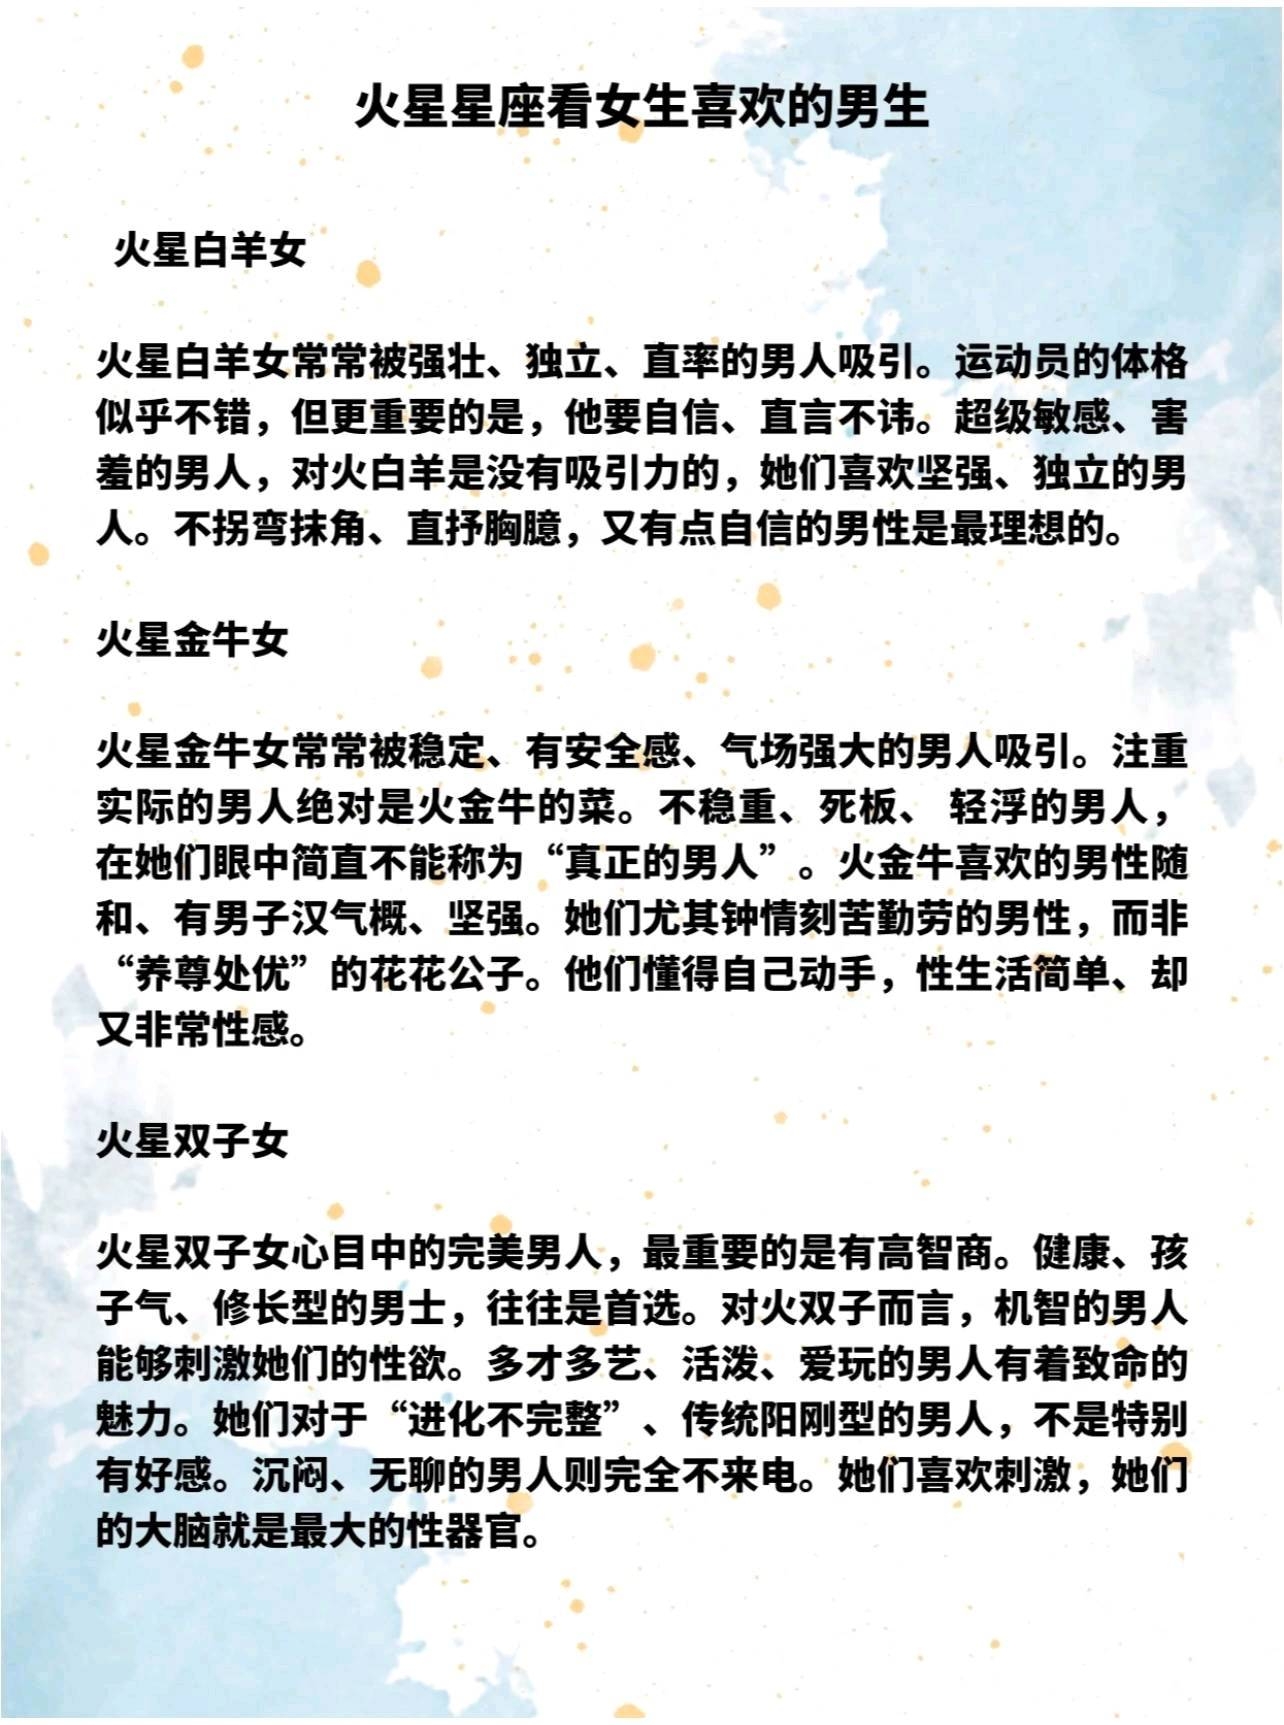 火星星座看女生喜欢的男生
火星白羊女
火星白羊女常常被强壮、独立、直率的男人吸引。运动员的体格
似乎不错，但更重要的是，他要自信、直言不讳。超级敏感、害
羞的男人，对火白羊是没有吸引力的，她们喜欢坚强、独立的男
人。不拐弯抹角、直抒胸臆，又有点自信的男性是最理想的。
火星金牛女
火星金牛女常常被稳定、有安全感、气场强大的男人吸引。注重
实际的男人绝对是火金牛的菜。不稳重、死板、 轻浮的男人，
在她们眼中简直不能称为“真正的男人”。火金牛喜欢的男性随
和、有男子汉气概、坚强。她们尤其钟情刻苦勤劳的男性，而非
“养尊处优”的花花公子。他们懂得自己动手，性生活简单、却
又非常性感。
火星双子女
火星双子女心目中的完美男人，最重要的是有高智商。健康、孩
子气、修长型的男士，往往是首选。对火双子而言，机智的男人
能够刺激她们的性欲。多才多艺、活泼、爱玩的男人有着致命的
魅力。她们对于“进化不完整”、传统阳刚型的男人，不是特别
有好感。沉闷、无聊的男人则完全不来电。她们喜欢刺激，她们
的大脑就是最大的性器官。